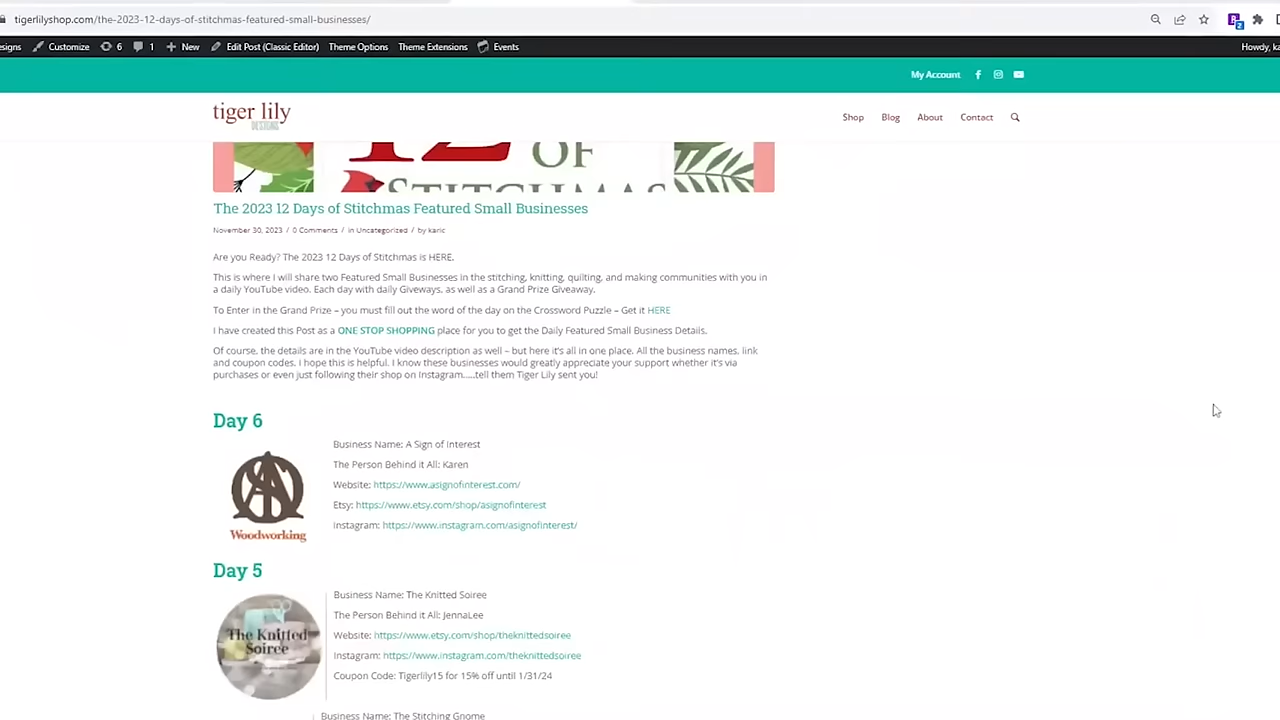 tigerlilyshop.com/the-2023-12-days-of-stitchmas-featured-small-businesses/
esigns Customize 6 1 New Edit Post (Classic Editor) Theme Options Theme Extensions Events Howdy, ka
My Account
tiger lily
DESIGNS
Shop Blog About Contact
12 OF
STITCHMAS
The 2023 12 Days of Stitchmas Featured Small Businesses
November 30, 2023 / 0 Comments / in Uncategorized / by karic
Are you Ready? The 2023 12 Days of Stitchmas is HERE.
This is where I will share two Featured Small Businesses in the stitching, knitting, quilting, and making communities with you in
a daily YouTube video. Each day with daily Giveways, as well as a Grand Prize Giveaway.
To Enter in the Grand Prize – you must fill out the word of the day on the Crossword Puzzle – Get it HERE
I have created this Post as a ONE STOP SHOPPING place for you to get the Daily Featured Small Business Details.
Of course, the details are in the YouTube video description as well – but here it's all in one place. All the business names, link
and coupon codes. I hope this is helpful. I know these businesses would greatly appreciate your support whether it's via
purchases or even just following their shop on Instagram.....tell them Tiger Lily sent you!
Day 6
Business Name: A Sign of Interest
The Person Behind it All: Karen
Website: https://www.asignofinterest.com/
Etsy: https://www.etsy.com/shop/asignofinterest
Instagram: https://www.instagram.com/asignofinterest/
Woodworking
Day 5
Business Name: The Knitted Soiree
The Person Behind it All: JennaLee
Website: https://www.etsy.com/shop/theknittedsoiree
Instagram: https://www.instagram.com/theknittedsoiree
Coupon Code: Tigerlily15 for 15% off until 1/31/24
The Knitted
Soiree
Business Name: The Stitching Gnome